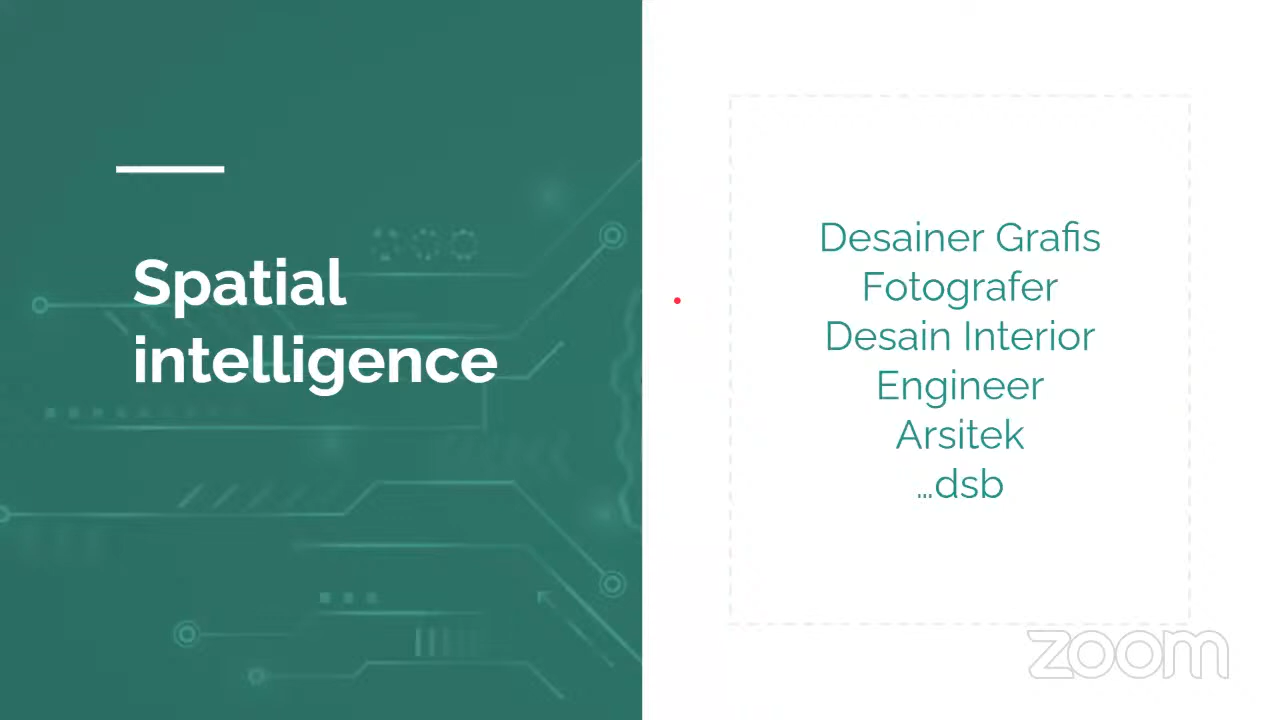 Spatial
intelligence
Desainer Grafis
Fotografer
Desain Interior
Engineer
Arsitek
...dsb
zoom